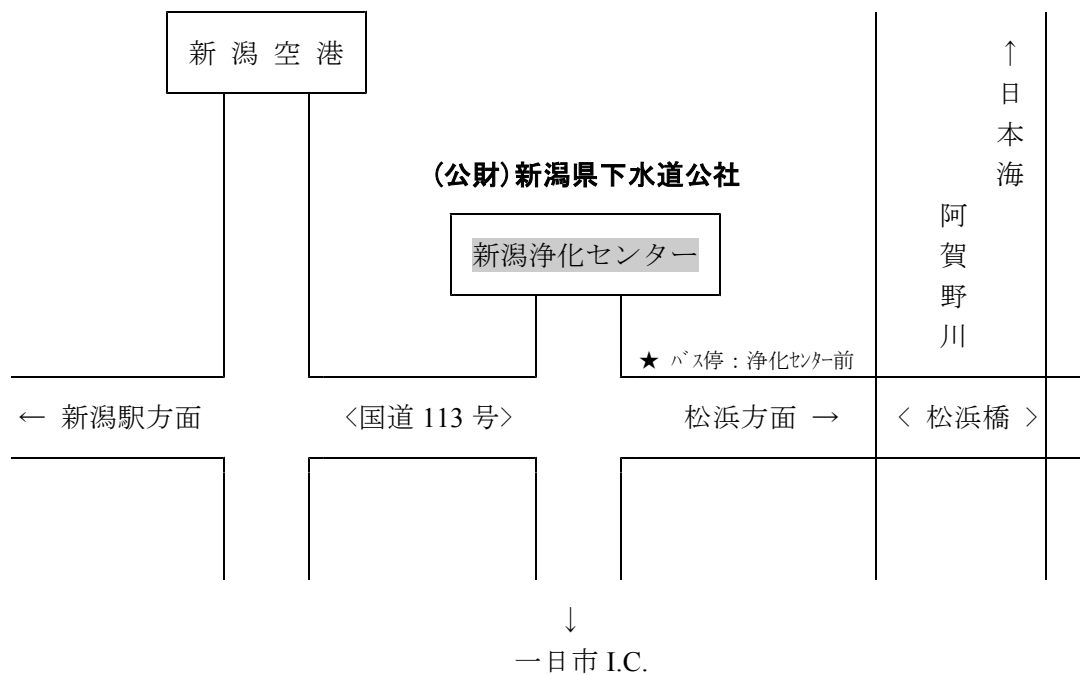 新潟空港
↑日本海
(公財)新潟県下水道公社
阿賀野川
新潟浄化センター
★ バス停：浄化センター前
← 新潟駅方面
<国道 113 号>
松浜方面 →
< 松浜橋 >
↓
一日市 I.C.